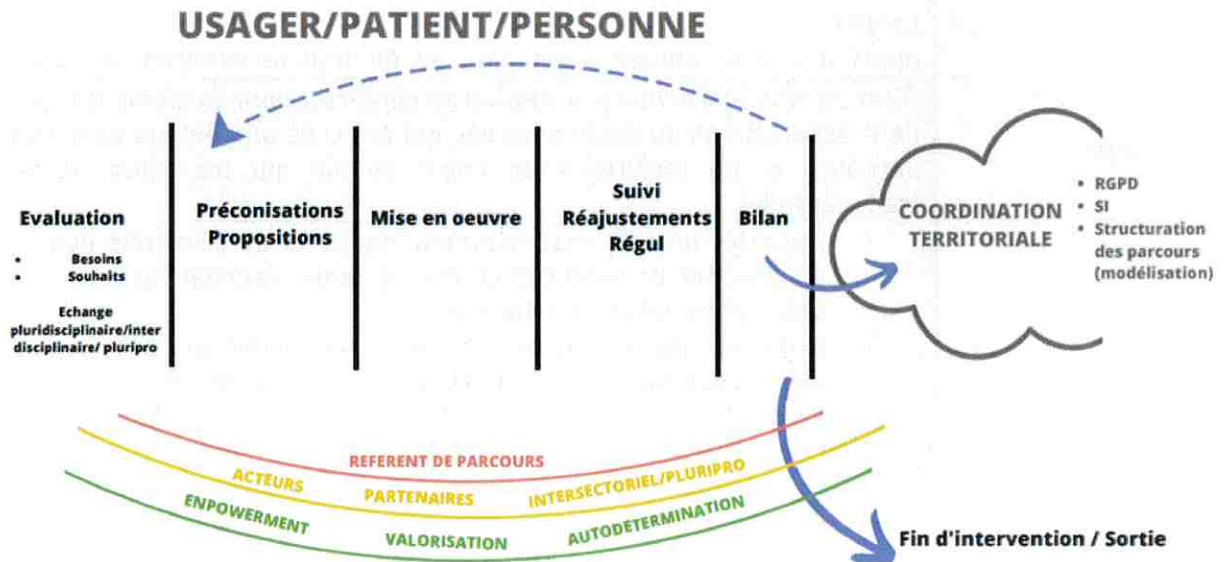 USAGER/PATIENT/PERSONNE
Evaluation
• Besoins
• Souhaits
Echange
pluridisciplinaire/inter
disciplinaire/ pluripro
Préconisations
Propositions
Mise en oeuvre
Suivi
Réajustements
Régul
Bilan
COORDINATION
TERRITORIALE
• RGPD
• SI
• Structuration
des parcours
(modélisation)
REFERENT DE PARCOURS
ACTEURS PARTENAIRES INTERSECTORIEL/PLURIPRO
ENPOWERMENT VALORISATION AUTODÉTERMINATION
Fin d'intervention / Sortie